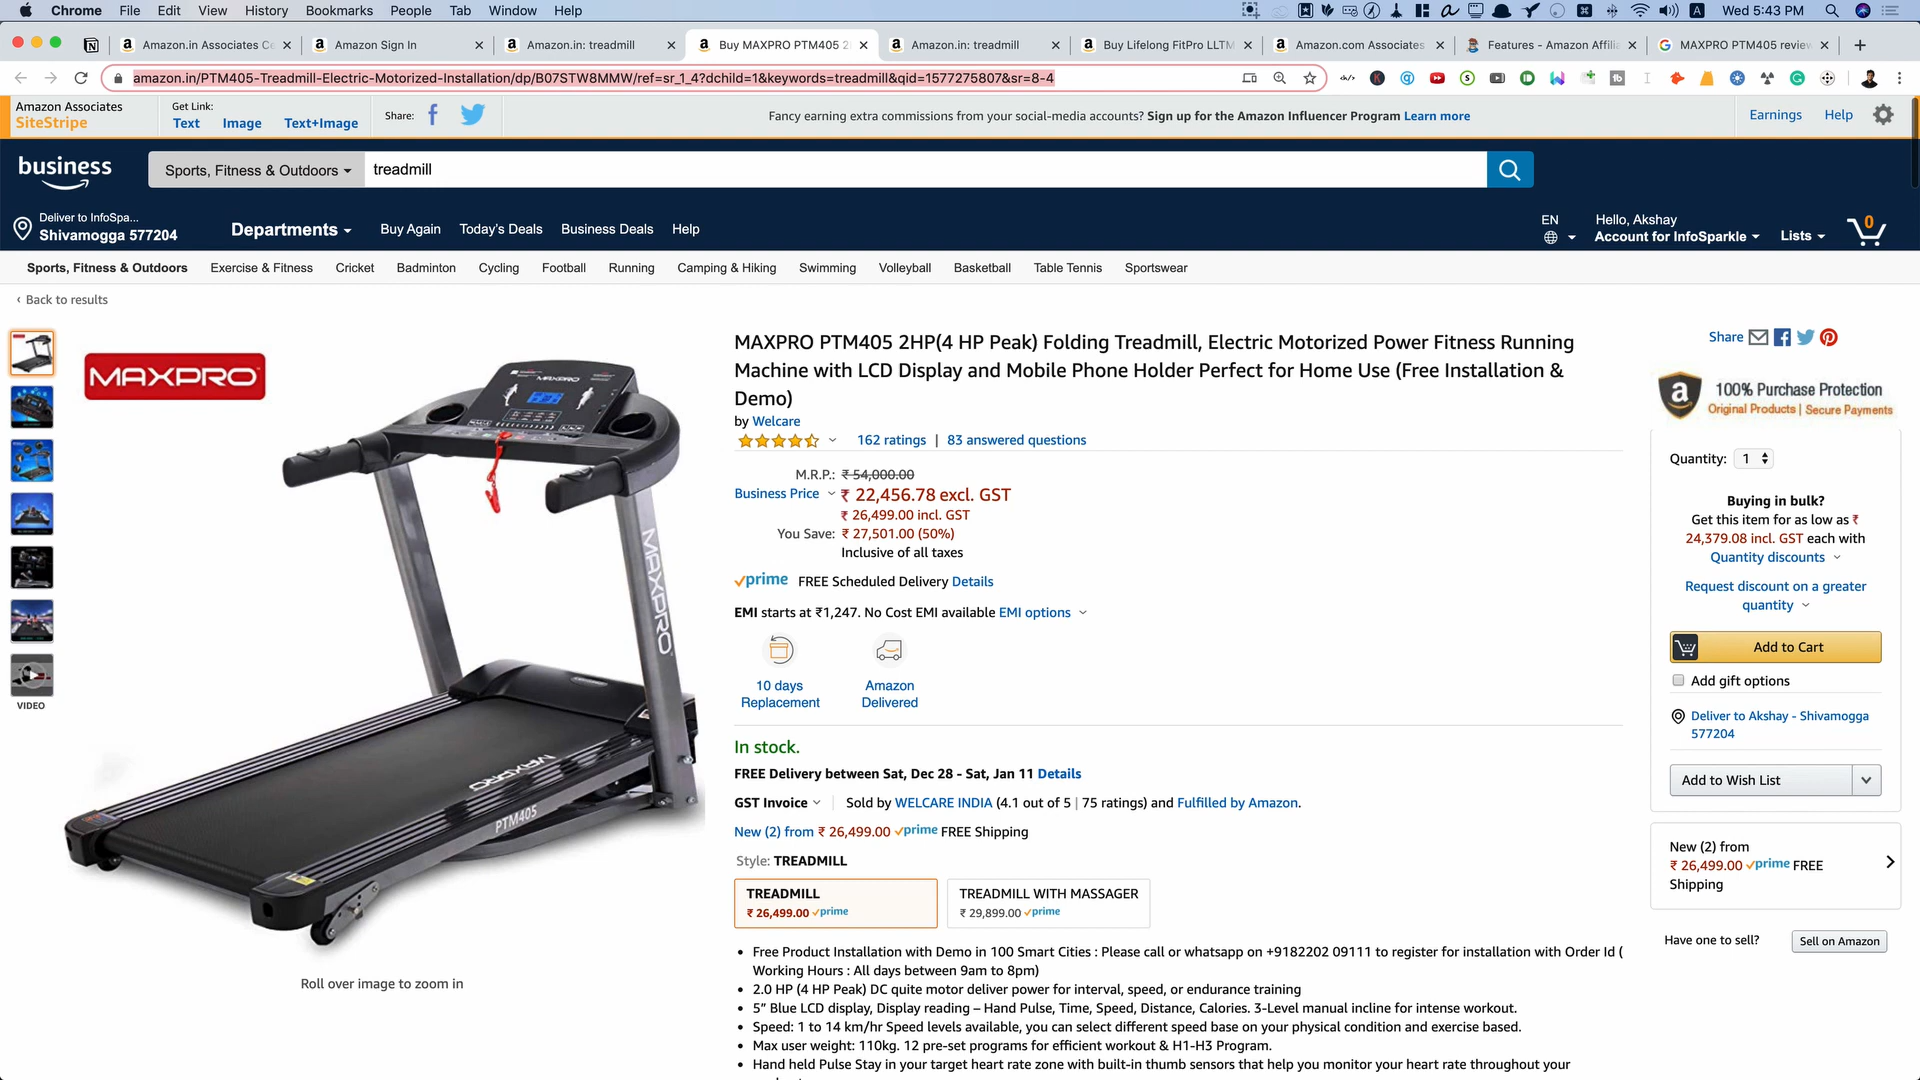 Chrome File Edit View History Bookmarks People Tab Window Help Wed 5:43 PM
Amazon.in Associates Ce Amazon Sign In Amazon.in: treadmill Buy MAXPRO PTM405 2 Amazon.in: treadmill Buy Lifelong FitPro LLTM Amazon.com Associates Features - Amazon Affilia MAXPRO PTM405 review
amazon.in/PTM405-Treadmill-Electric-Motorized-Installation/dp/B07STW8MMW/ref=sr_1_4?dchild=1&keywords=treadmill&qid=1577275807&sr=8-4
Amazon Associates
SiteStripe
Get Link:
Text Image Text+Image
Share:
Fancy earning extra commissions from your social-media accounts? Sign up for the Amazon Influencer Program Learn more
Earnings Help
business
Sports, Fitness & Outdoors treadmill
Deliver to InfoSpa...
Shivamogga 577204
Departments Buy Again Today's Deals Business Deals Help
EN
Hello, Akshay
Account for InfoSparkle
Lists
0
Sports, Fitness & Outdoors Exercise & Fitness Cricket Badminton Cycling Football Running Camping & Hiking Swimming Volleyball Basketball Table Tennis Sportswear
‹ Back to results
VIDEO
MAXPRO
MAXPRO
MAXPRO
MAXPRO
PTM405
Roll over image to zoom in
MAXPRO PTM405 2HP(4 HP Peak) Folding Treadmill, Electric Motorized Power Fitness Running
Machine with LCD Display and Mobile Phone Holder Perfect for Home Use (Free Installation &
Demo)
by Welcare
162 ratings | 83 answered questions
M.R.P.: ₹ 54,000.00
Business Price ₹ 22,456.78 excl. GST
₹ 26,499.00 incl. GST
You Save: ₹ 27,501.00 (50%)
Inclusive of all taxes
prime FREE Scheduled Delivery Details
EMI starts at ₹1,247. No Cost EMI available EMI options
10 days
Replacement
Amazon
Delivered
In stock.
FREE Delivery between Sat, Dec 28 - Sat, Jan 11 Details
GST Invoice Sold by WELCARE INDIA (4.1 out of 5 | 75 ratings) and Fulfilled by Amazon.
New (2) from ₹ 26,499.00 prime FREE Shipping
Style: TREADMILL
TREADMILL
₹ 26,499.00 prime
TREADMILL WITH MASSAGER
₹ 29,899.00 prime
• Free Product Installation with Demo in 100 Smart Cities : Please call or whatsapp on +9182202 09111 to register for installation with Order Id (
Working Hours : All days between 9am to 8pm)
• 2.0 HP (4 HP Peak) DC quite motor deliver power for interval, speed, or endurance training
• 5” Blue LCD display, Display reading – Hand Pulse, Time, Speed, Distance, Calories. 3-Level manual incline for intense workout.
• Speed: 1 to 14 km/hr Speed levels available, you can select different speed base on your physical condition and exercise based.
• Max user weight: 110kg. 12 pre-set programs for efficient workout & H1-H3 Program.
• Hand held Pulse Stay in your target heart rate zone with built-in thumb sensors that help you monitor your heart rate throughout your
Share
100% Purchase Protection
Original Products | Secure Payments
Quantity: 1
Buying in bulk?
Get this item for as low as ₹
24,379.08 incl. GST each with
Quantity discounts
Request discount on a greater
quantity
Add to Cart
Add gift options
Deliver to Akshay - Shivamogga
577204
Add to Wish List
New (2) from
₹ 26,499.00 prime FREE
Shipping
Have one to sell? Sell on Amazon